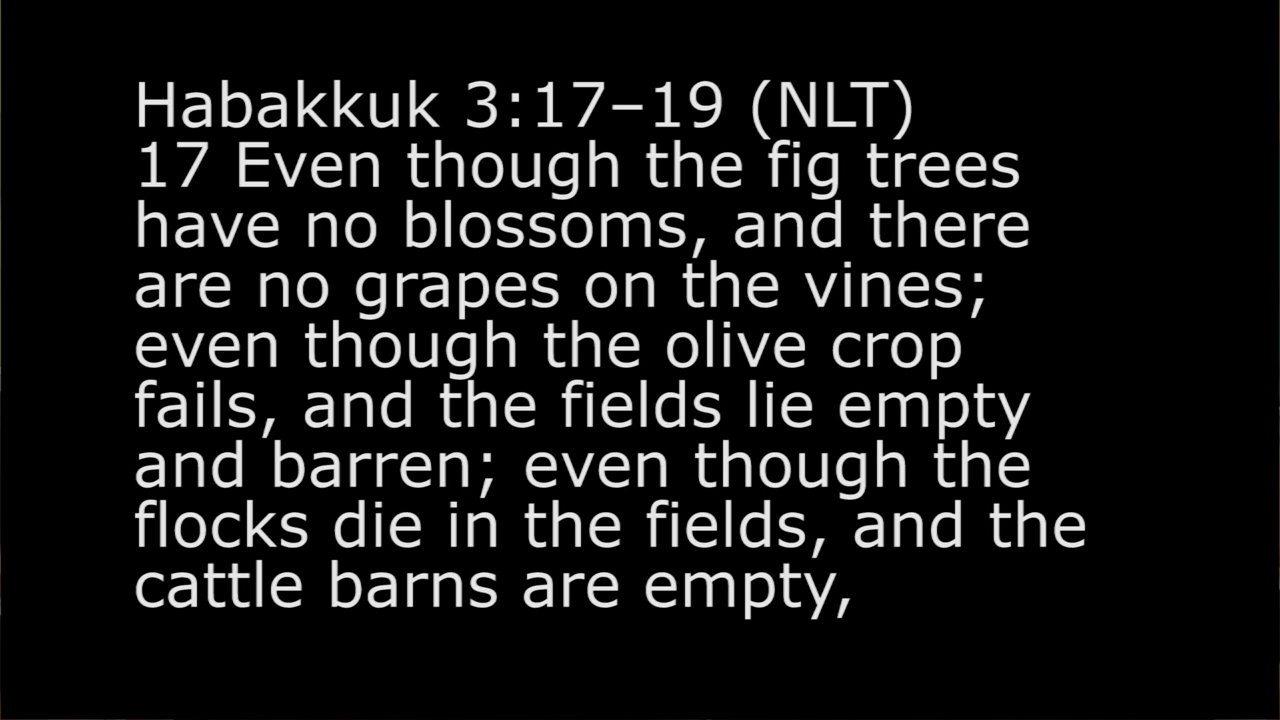 Habakkuk 3:17–19 (NLT)
17 Even though the fig trees
have no blossoms, and there
are no grapes on the vines;
even though the olive crop
fails, and the fields lie empty
and barren; even though the
flocks die in the fields, and the
cattle barns are empty,